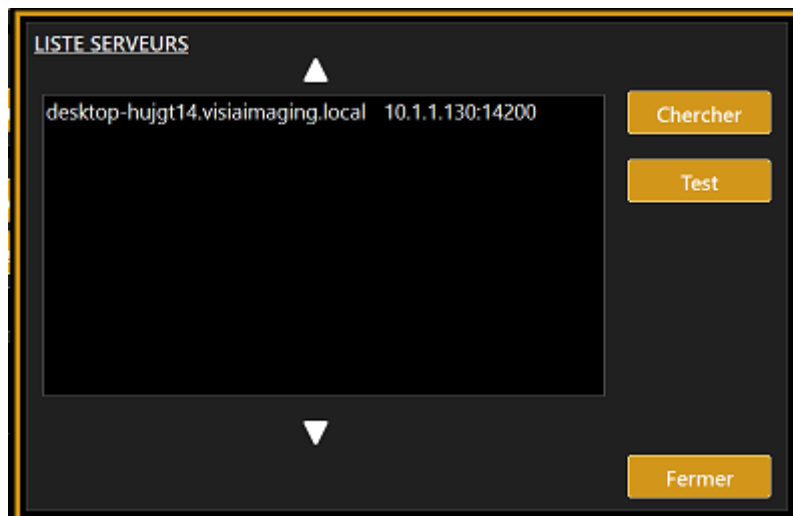 LISTE SERVEURS
desktop-hujgt14.visiaimaging.local 10.1.1.130:14200
Chercher
Test
Fermer